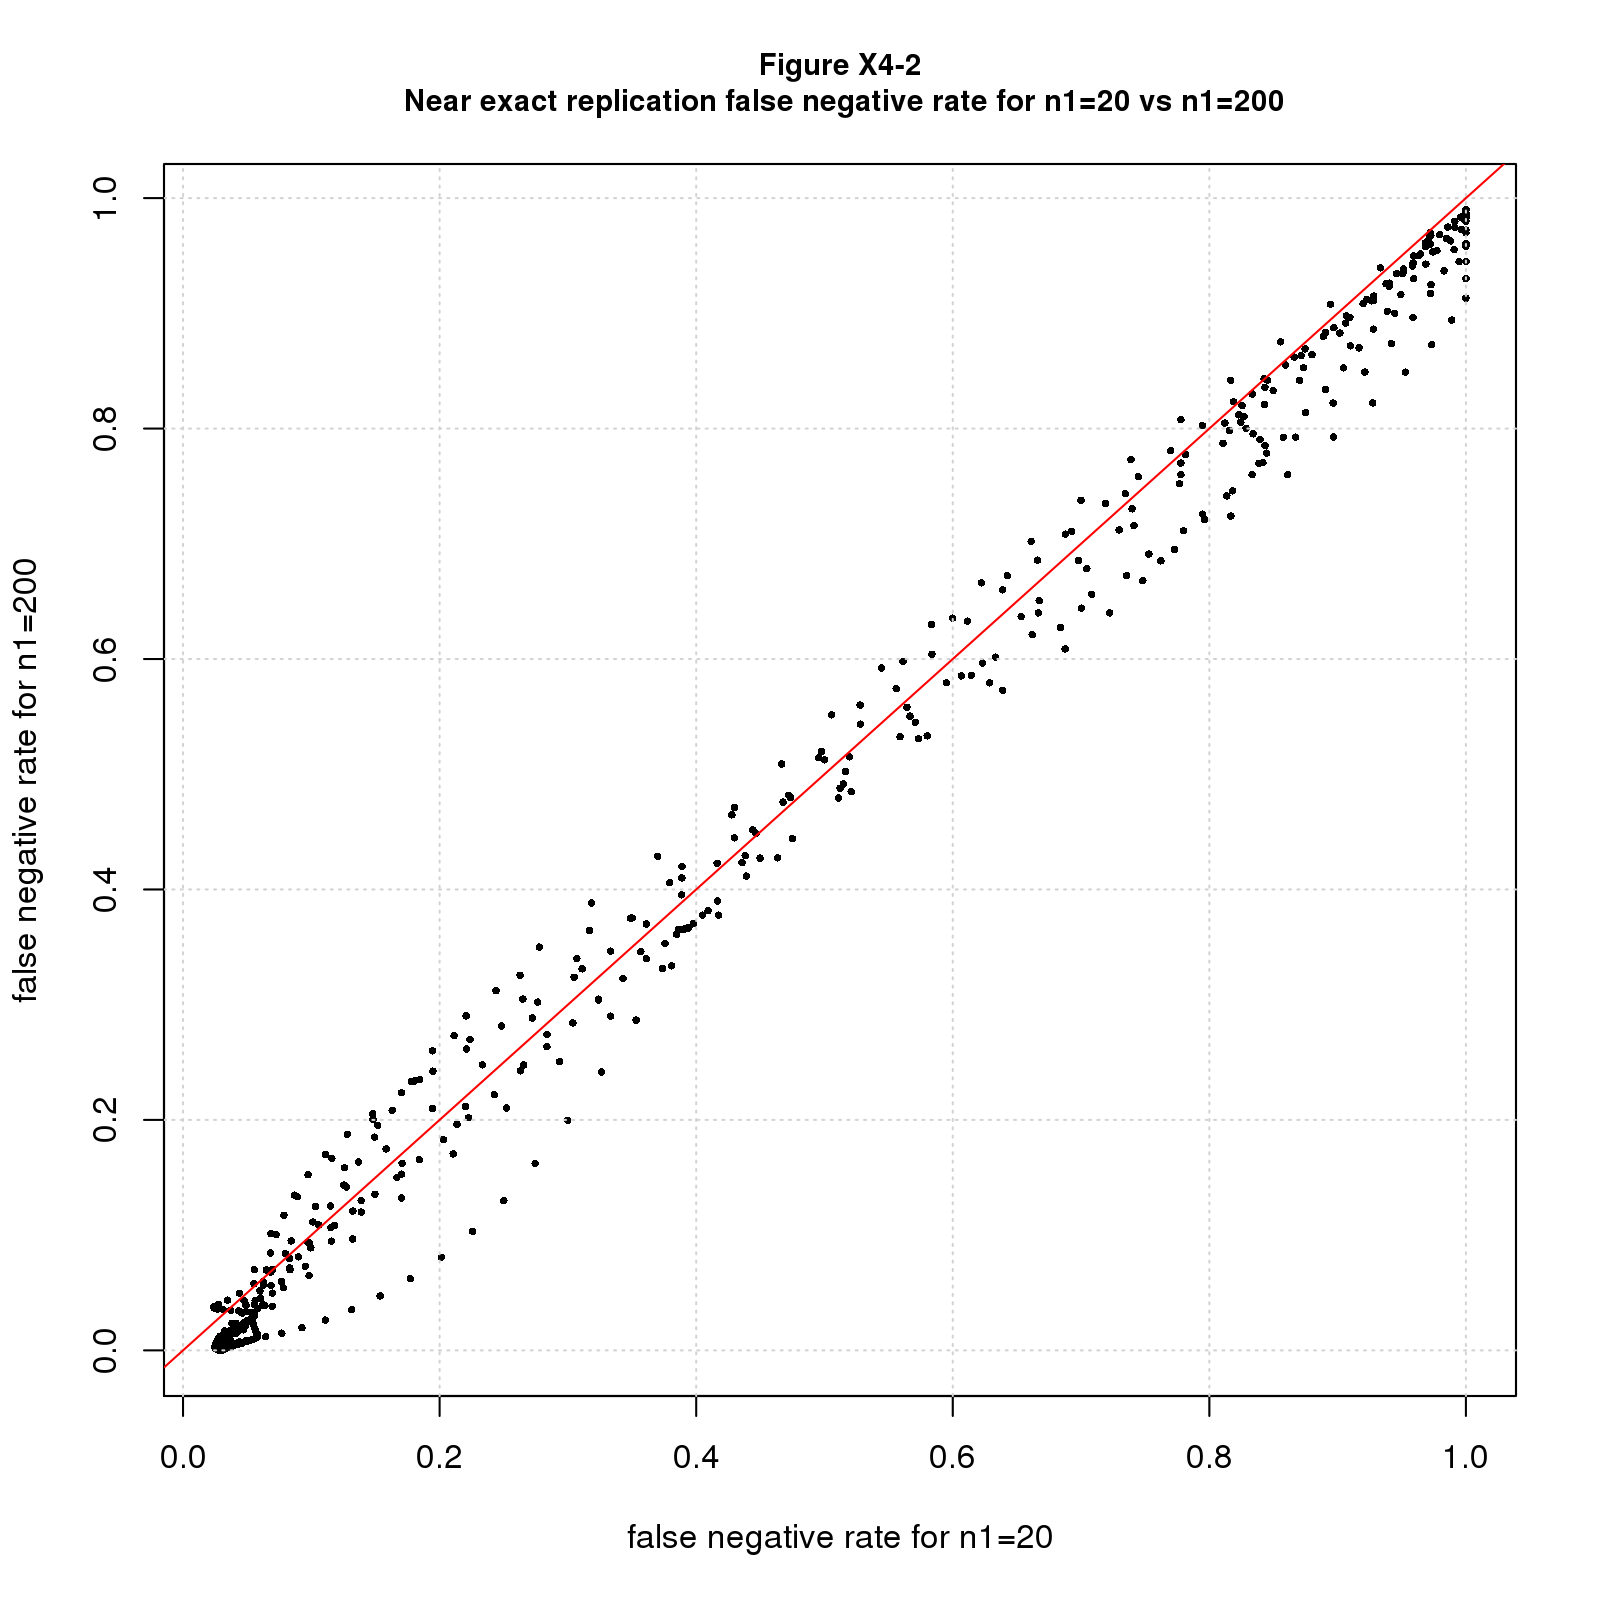 Figure X4-2
Near exact replication false negative rate for n1=20 vs n1=200
false negative rate for n1=200
1.0
0.8
0.6
0.4
0.2
0.0
0.0 0.2 0.4 0.6 0.8 1.0
false negative rate for n1=20